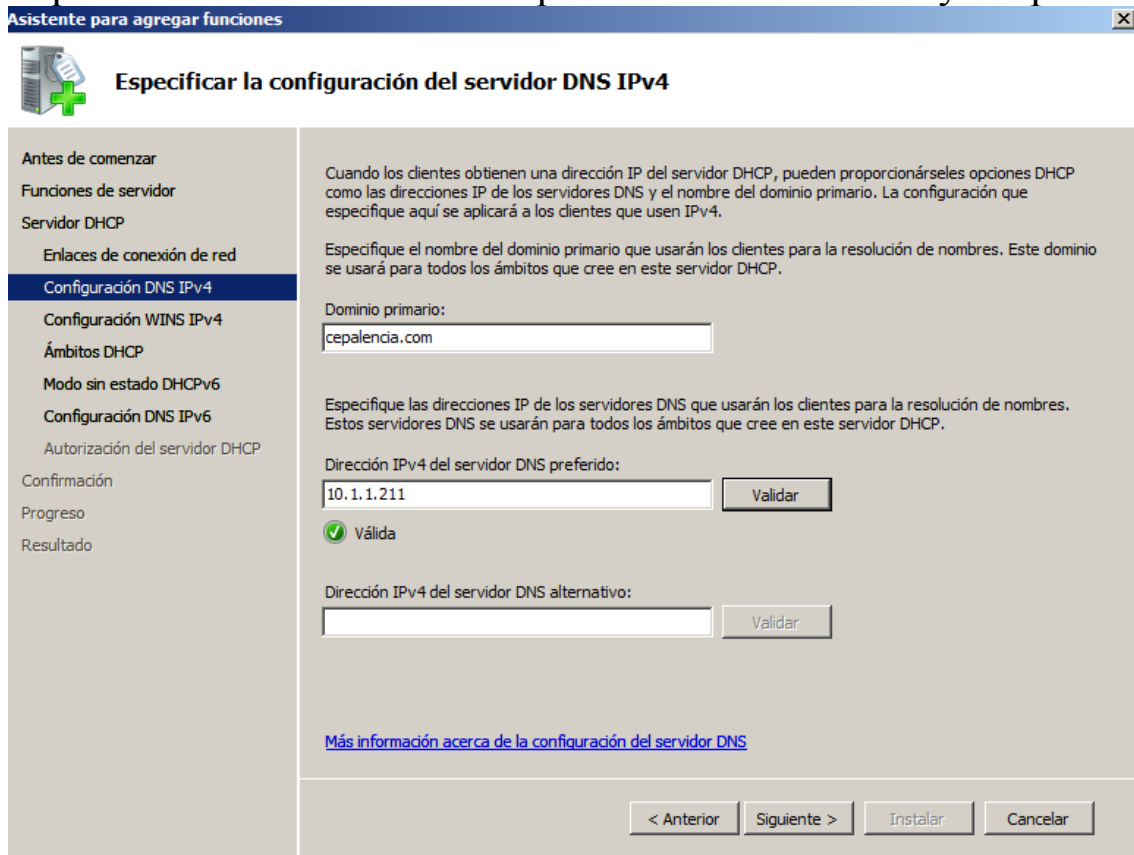 Asistente para agregar funciones
Especificar la configuración del servidor DNS IPv4
Antes de comenzar
Funciones de servidor
Servidor DHCP
Enlaces de conexión de red
Configuración DNS IPv4
Configuración WINS IPv4
Ámbitos DHCP
Modo sin estado DHCPv6
Configuración DNS IPv6
Autorización del servidor DHCP
Confirmación
Progreso
Resultado
Cuando los clientes obtienen una dirección IP del servidor DHCP, pueden proporcionárseles opciones DHCP
como las direcciones IP de los servidores DNS y el nombre del dominio primario. La configuración que
especifique aquí se aplicará a los clientes que usen IPv4.
Especifique el nombre del dominio primario que usarán los clientes para la resolución de nombres. Este dominio
se usará para todos los ámbitos que cree en este servidor DHCP.
Dominio primario:
cepalencia.com
Especifique las direcciones IP de los servidores DNS que usarán los clientes para la resolución de nombres.
Estos servidores DNS se usarán para todos los ámbitos que cree en este servidor DHCP.
Dirección IPv4 del servidor DNS preferido:
10.1.1.211 Validar
Válida
Dirección IPv4 del servidor DNS alternativo:
Validar
Más información acerca de la configuración del servidor DNS
< Anterior Siguiente > Instalar Cancelar